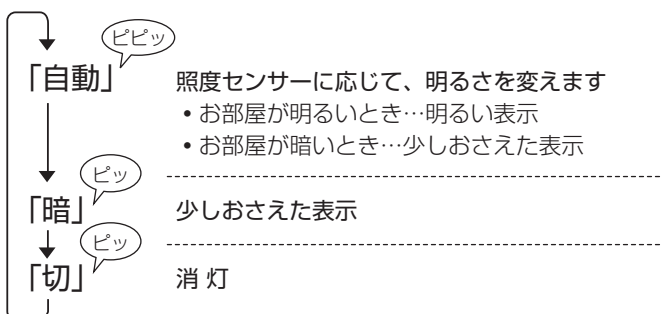 ピピッ
「自動」 照度センサーに応じて、明るさを変えます
• お部屋が明るいとき…明るい表示
• お部屋が暗いとき…少しおさえた表示
ピッ
「暗」 少しおさえた表示
ピッ
「切」 消 灯